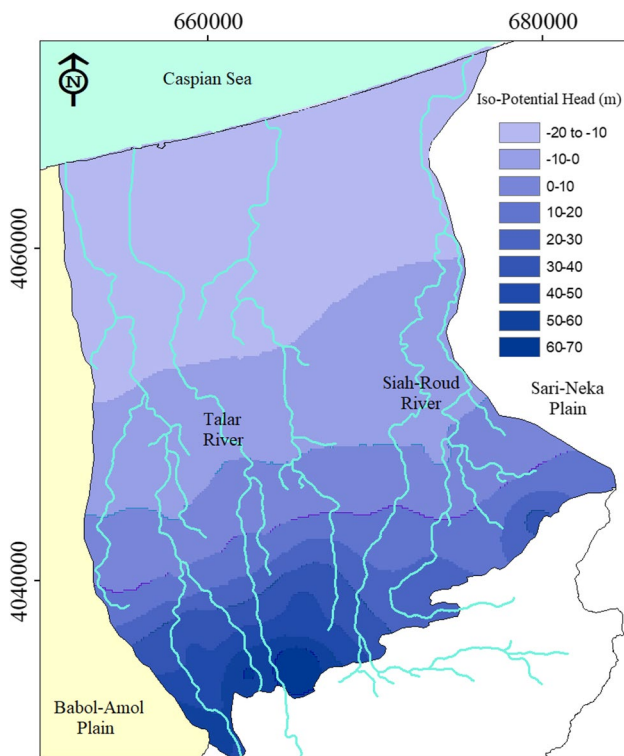 660000
680000
Caspian Sea
N
Iso-Potential Head (m)
-20 to -10
-10-0
0-10
10-20
20-30
30-40
40-50
50-60
60-70
4060000
Talar
River
Siah-Roud
River
Sari-Neka
Plain
4040000
Babol-Amol
Plain